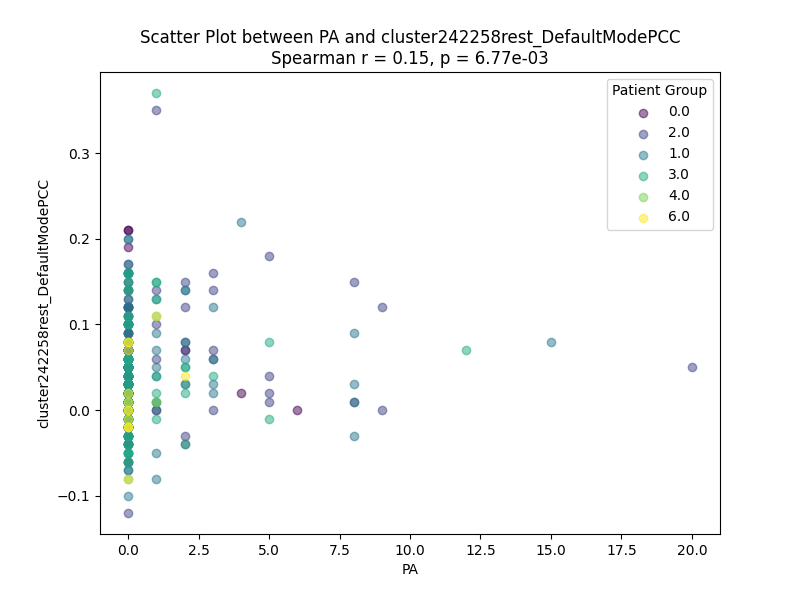 Scatter Plot between PA and cluster242258rest_DefaultModePCC
Spearman r = 0.15, p = 6.77e-03
Patient Group
0.0
2.0
1.0
3.0
4.0
6.0
cluster242258rest_DefaultModePCC
0.3
0.2
0.1
0.0
−0.1
0.0 2.5 5.0 7.5 10.0 12.5 15.0 17.5 20.0
PA